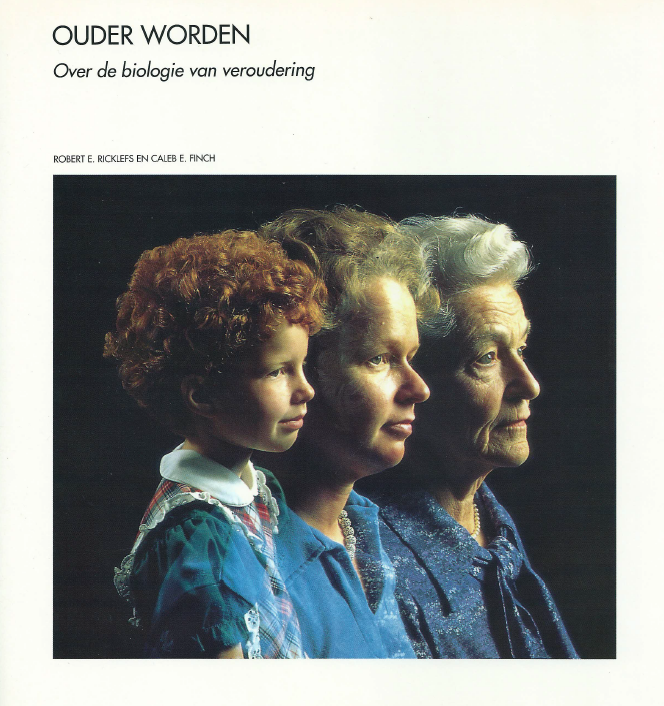 OUDER WORDEN
Over de biologie van veroudering
ROBERT E. RICKLEFS EN CALEB E. FINCH